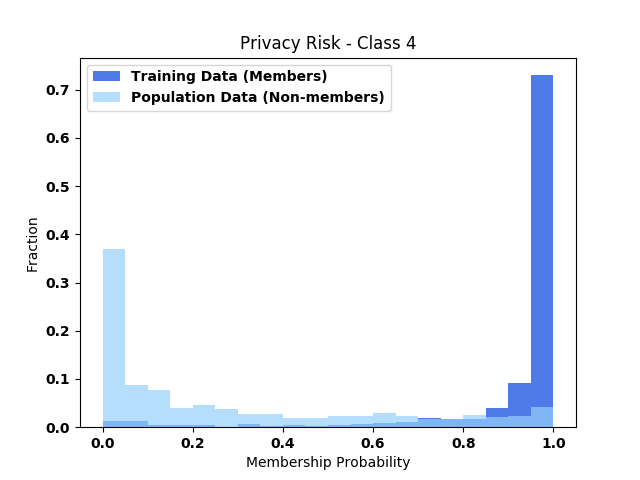 Privacy Risk - Class 4
Training Data (Members)
Population Data (Non-members)
Fraction
0.7
0.6
0.5
0.4
0.3
0.2
0.1
0.0
0.0 0.2 0.4 0.6 0.8 1.0
Membership Probability